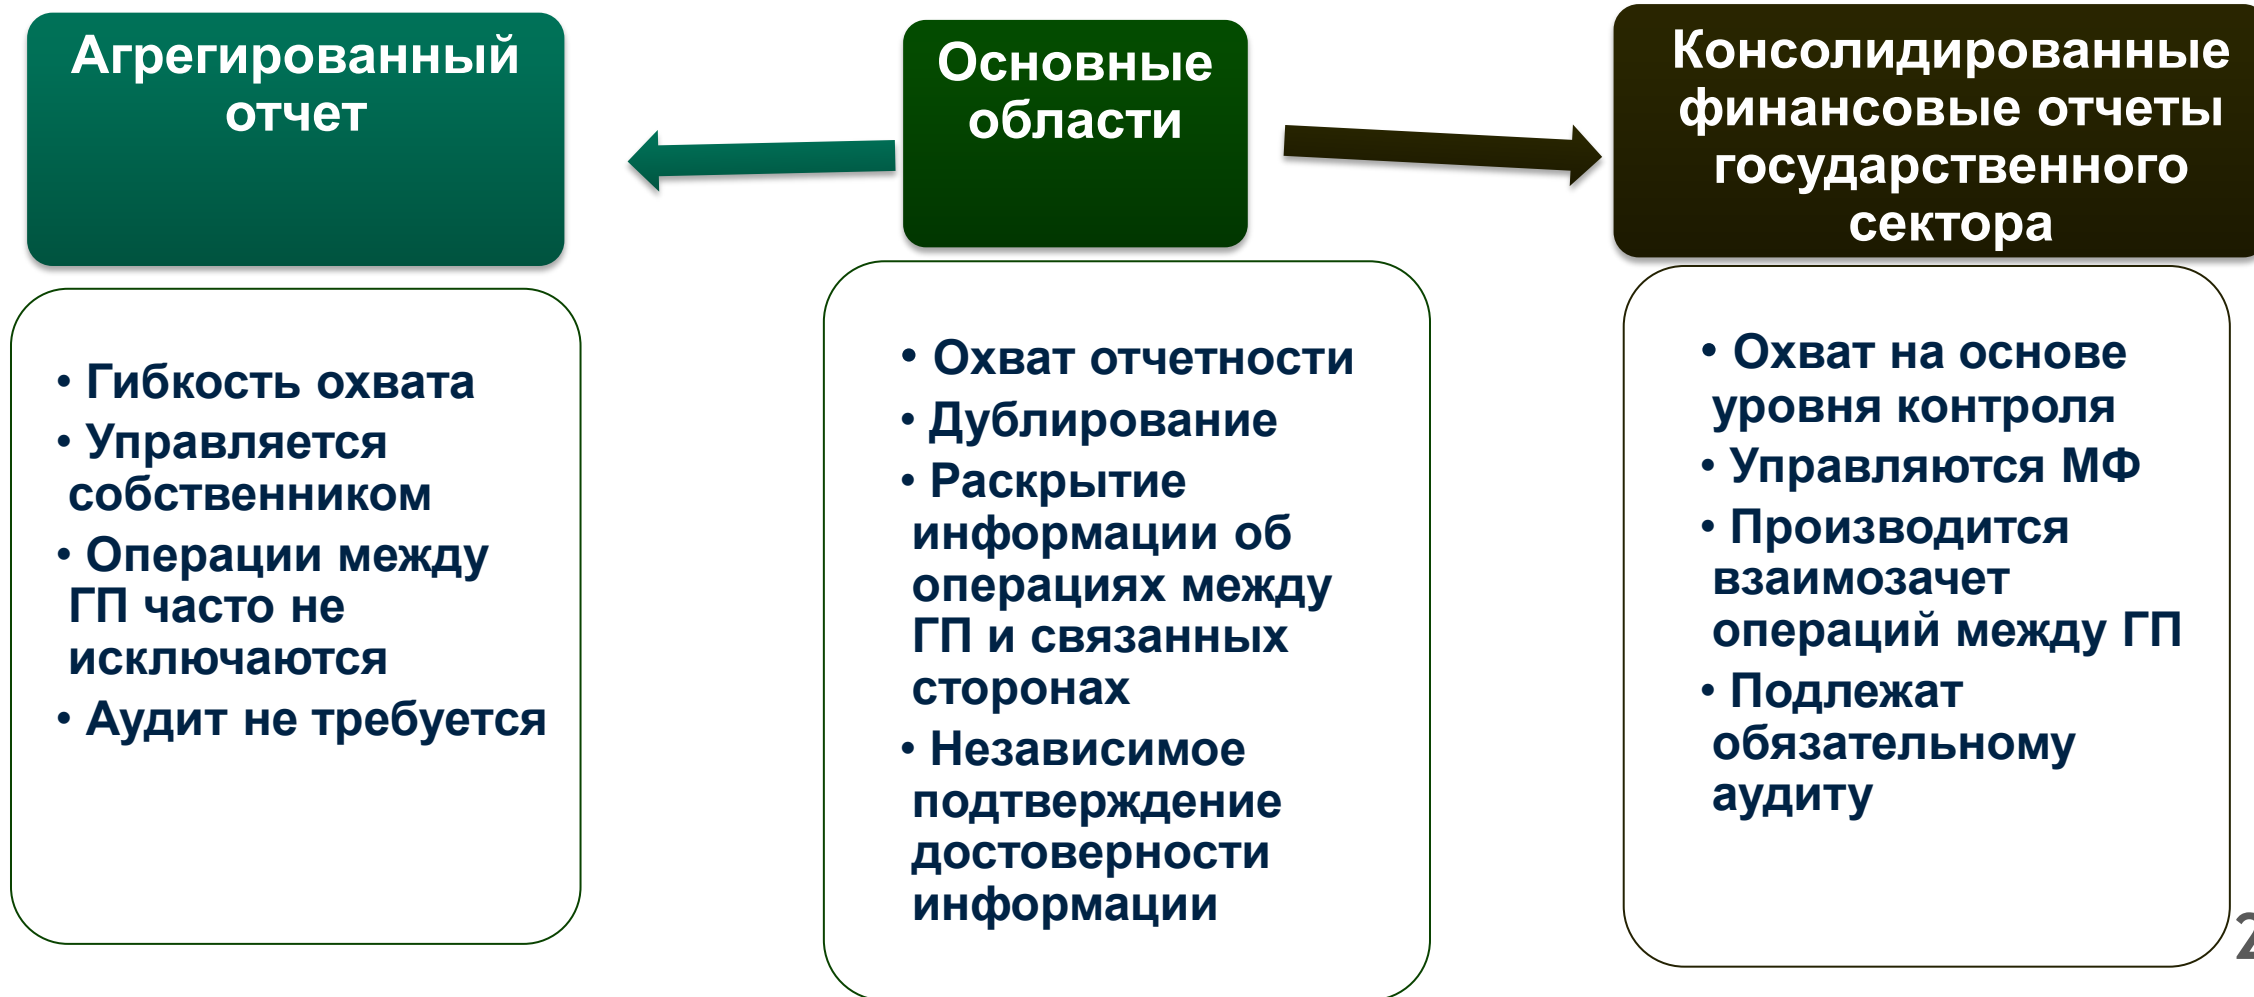 Агрегированный
отчет
• Гибкость охвата
• Управляется
собственником
• Операции между
ГП часто не
исключаются
• Аудит не требуется
Основные
области
• Охват отчетности
• Дублирование
• Раскрытие
информации об
операциях между
ГП и связанных
сторонах
• Независимое
подтверждение
достоверности
информации
Консолидированные
финансовые отчеты
государственного
сектора
• Охват на основе
уровня контроля
• Управляются МФ
• Производится
взаимозачет
операций между ГП
• Подлежат
обязательному
аудиту